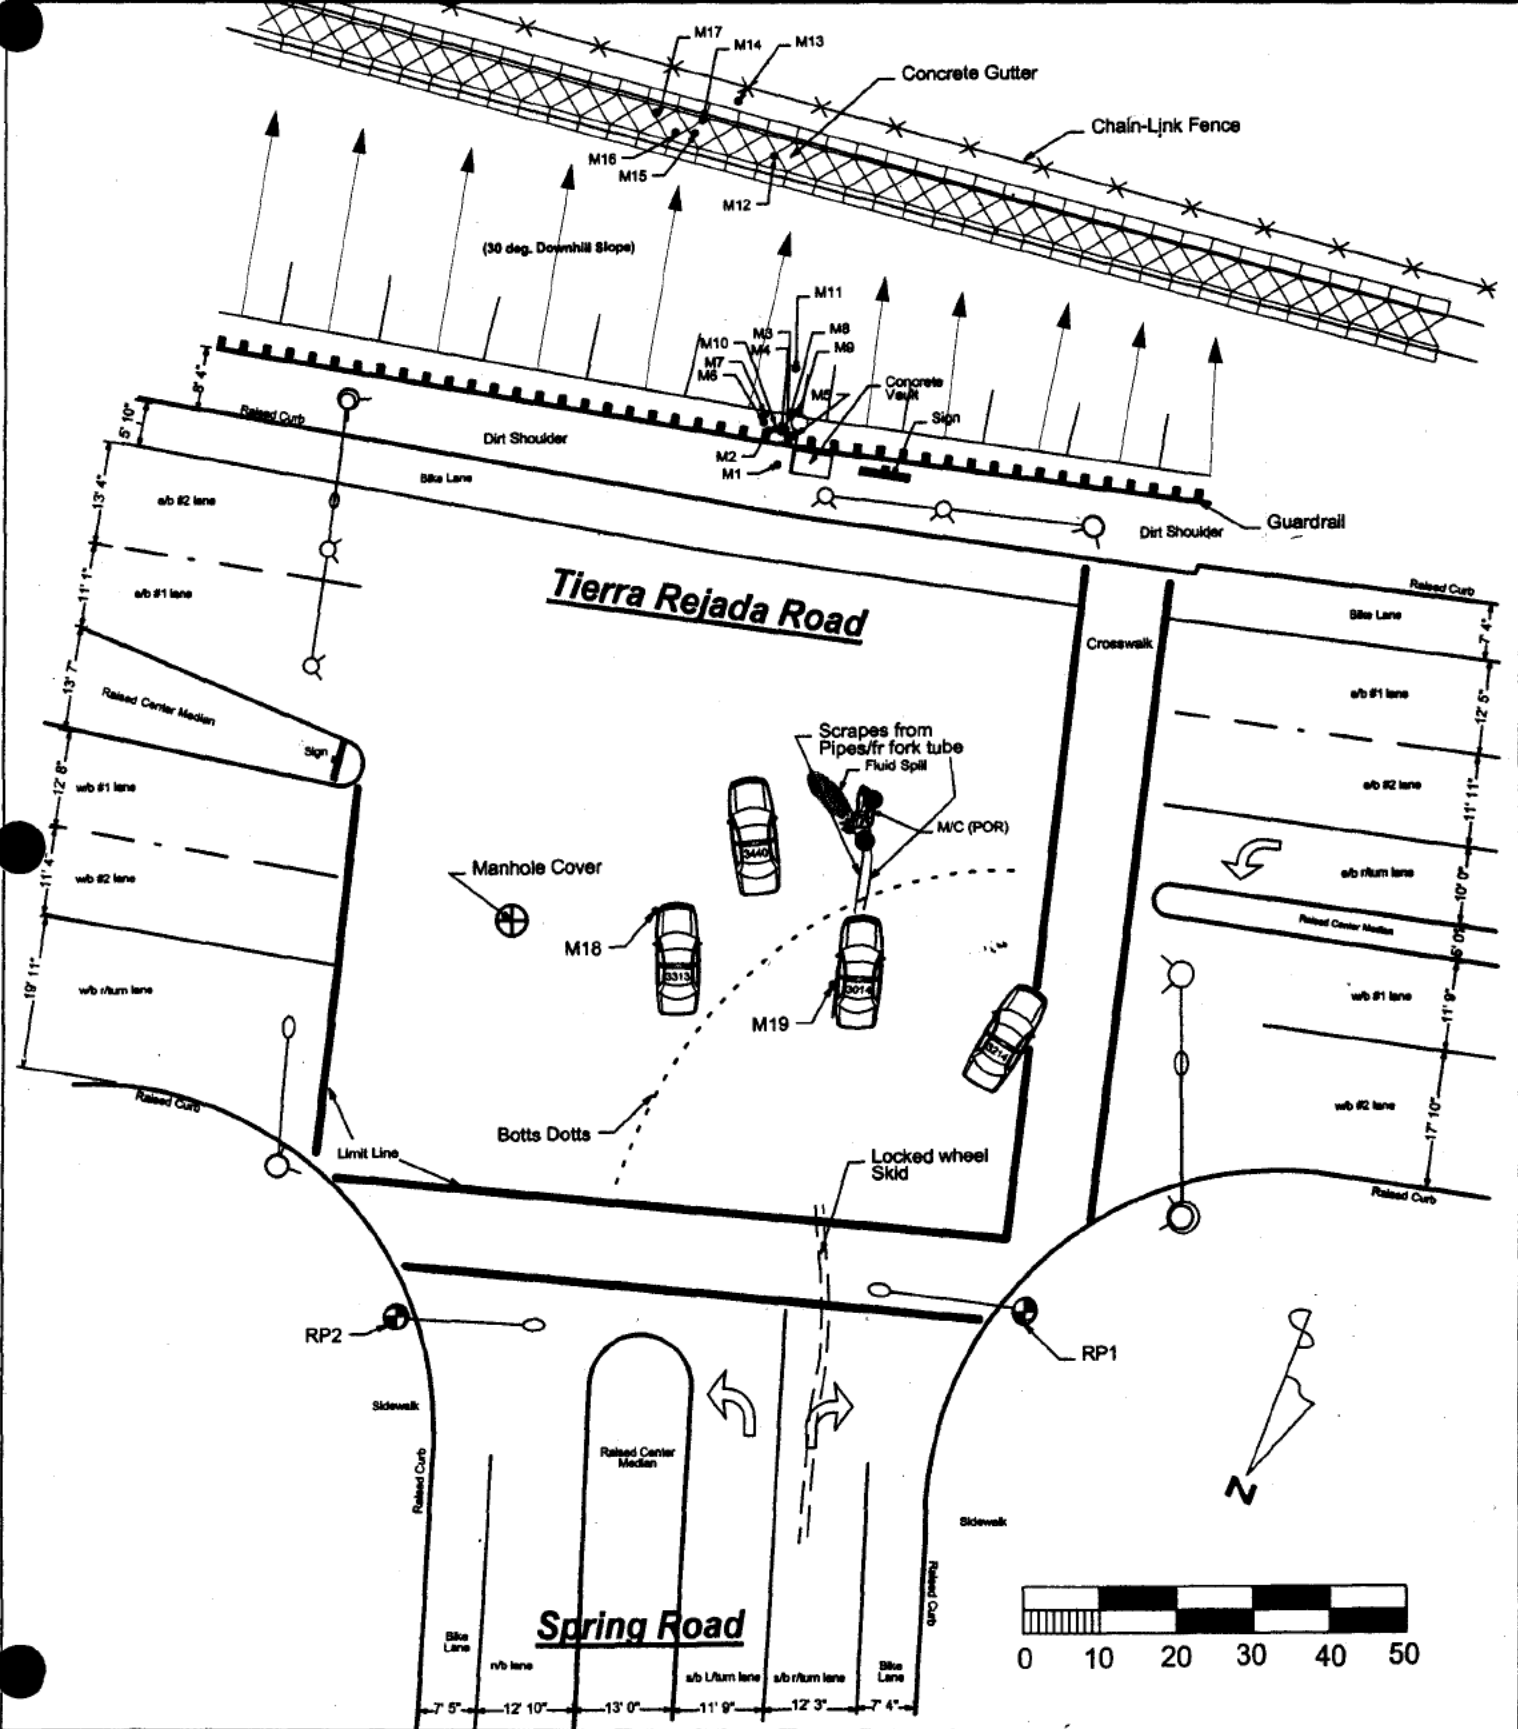 M17
M14
M13
Concrete Gutter
Chain-Link Fence
M16
M15
M12
(30 deg. Downhill Slope)
M11
M3
M8
M10
M4
M9
M7
M6
M5
Concrete
Vault
Sign
8' 4"
5' 10"
Raised Curb
Dirt Shoulder
M2
M1
Bike Lane
Guardrail
Dirt Shoulder
13' 4"
e/b #2 lane
11' 1"
e/b #1 lane
Tierra Rejada Road
Raised Curb
Bike Lane
7' 4"
Crosswalk
13' 7"
Raised Center Median
Sign
e/b #1 lane
12' 5"
Scrapes from
Pipes/fr fork tube
Fluid Spill
12' 8"
w/b #1 lane
e/b #2 lane
11' 11"
M/C (POR)
3440
Manhole Cover
11' 4"
w/b #2 lane
e/b r/turn lane
10' 0"
Raised Center Median
5' 0"
M18
3313
3014
19' 11"
w/b r/turn lane
w/b #1 lane
11' 9"
M19
3214
Raised Curb
w/b #2 lane
17' 10"
Botts Dotts
Limit Line
Locked wheel
Skid
Raised Curb
RP2
RP1
Sidewalk
Raised Center
Median
Raised Curb
N
Sidewalk
Raised Curb
Spring Road
Bike
Lane
n/b lane
s/b L/turn lane
s/b r/turn lane
Bike
Lane
0 10 20 30 40 50
7' 5" 12' 10" 13' 0" 11' 9" 12' 3" 7' 4"